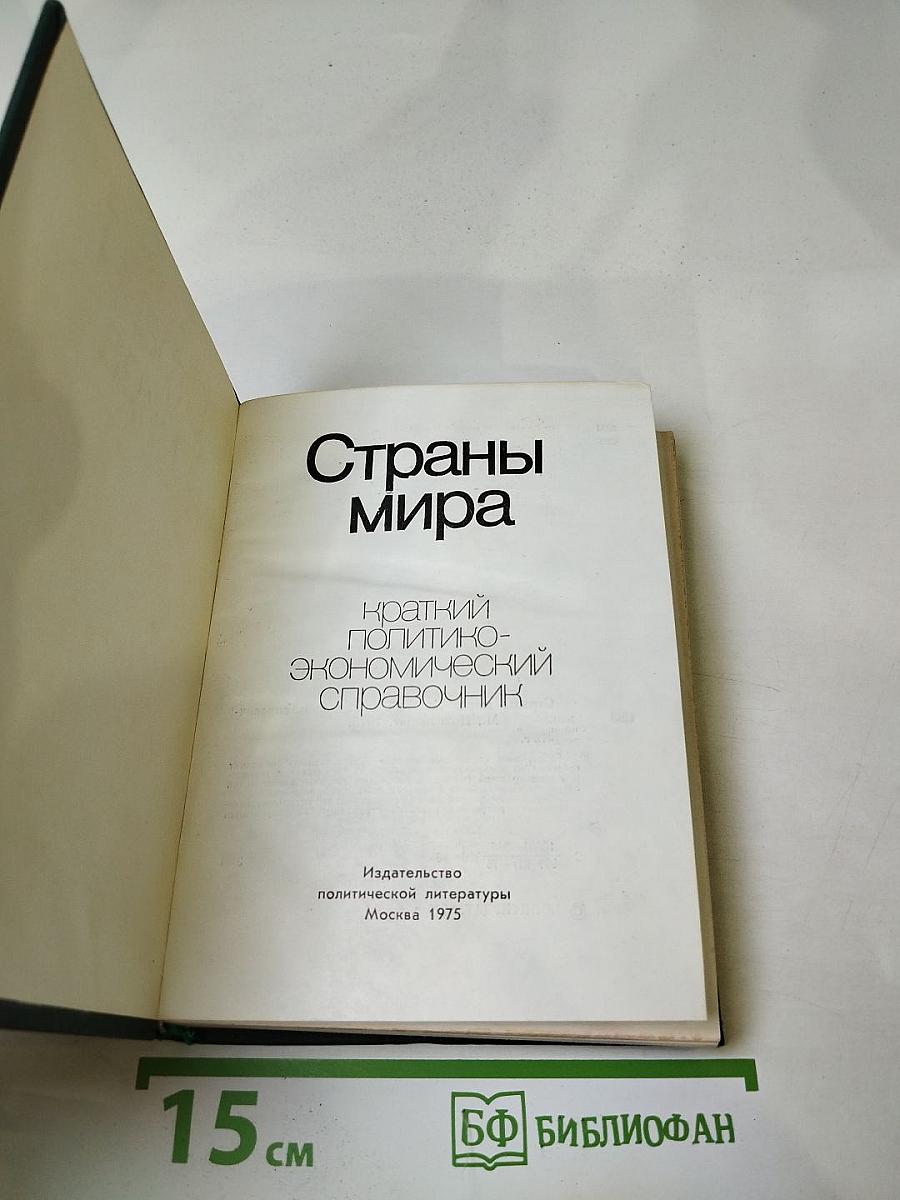 Страны
мира
краткий
политико-
экономический
справочник
Издательство
политической литературы
Москва 1975
15 см
БФ БИБЛИОФАН